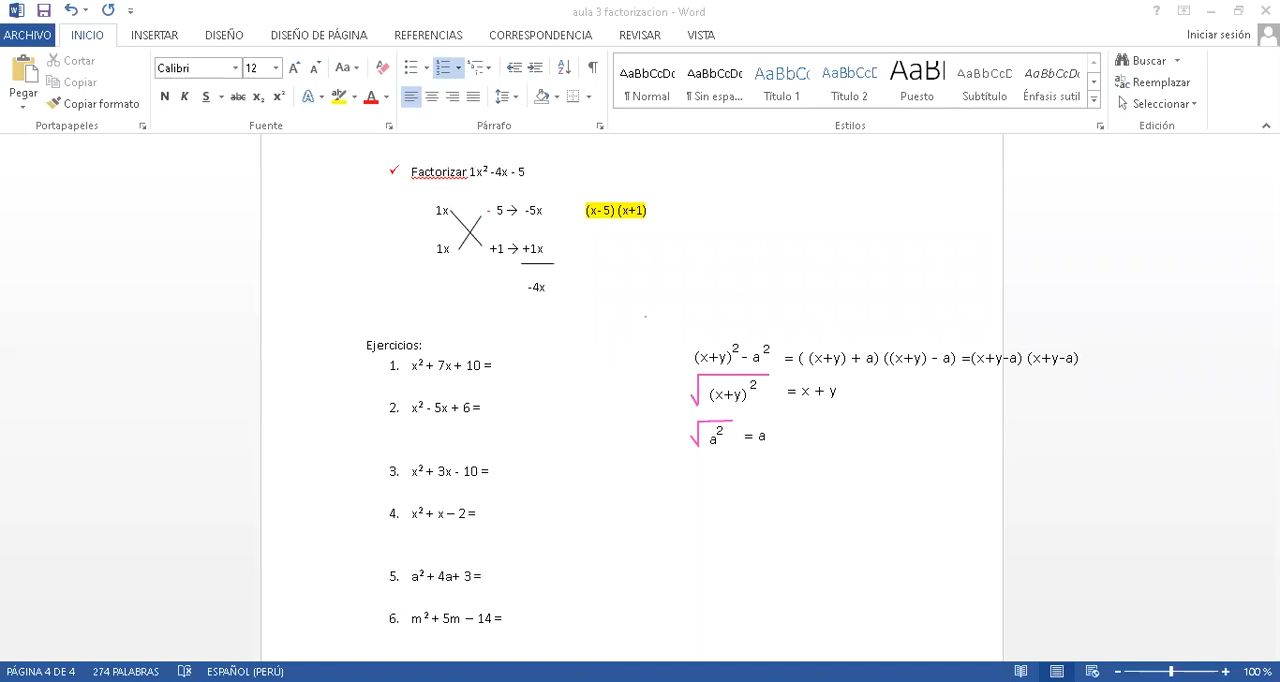 aula 3 factorizacion - Word
ARCHIVO INICIO INSERTAR DISEÑO DISEÑO DE PÁGINA REFERENCIAS CORRESPONDENCIA REVISAR VISTA Iniciar sesión
Cortar
Copiar
Copiar formato
Pegar
Portapapeles
Calibri 12
Fuente
Párrafo
AaBbCcDc AaBbCcDc AaBbCc AaBbCcD AaBl AaBbCcD AaBbCcDc
¶ Normal ¶ Sin espa... Título 1 Título 2 Puesto Subtítulo Énfasis sutil
Estilos
Buscar
Reemplazar
Seleccionar
Edición
✓ Factorizar 1x² -4x - 5
1x - 5 → -5x (x- 5) (x+1)
1x +1 → +1x
-4x
Ejercicios:
1. x² + 7x + 10 =
2. x² - 5x + 6 =
3. x² + 3x - 10 =
4. x² + x – 2 =
5. a² + 4a+ 3 =
6. m² + 5m – 14 =
(x+y)² - a² = ( (x+y) + a) ((x+y) - a) =(x+y-a) (x+y-a)
√(x+y)² = x + y
√a² = a
PÁGINA 4 DE 4 274 PALABRAS ESPAÑOL (PERÚ) 100 %